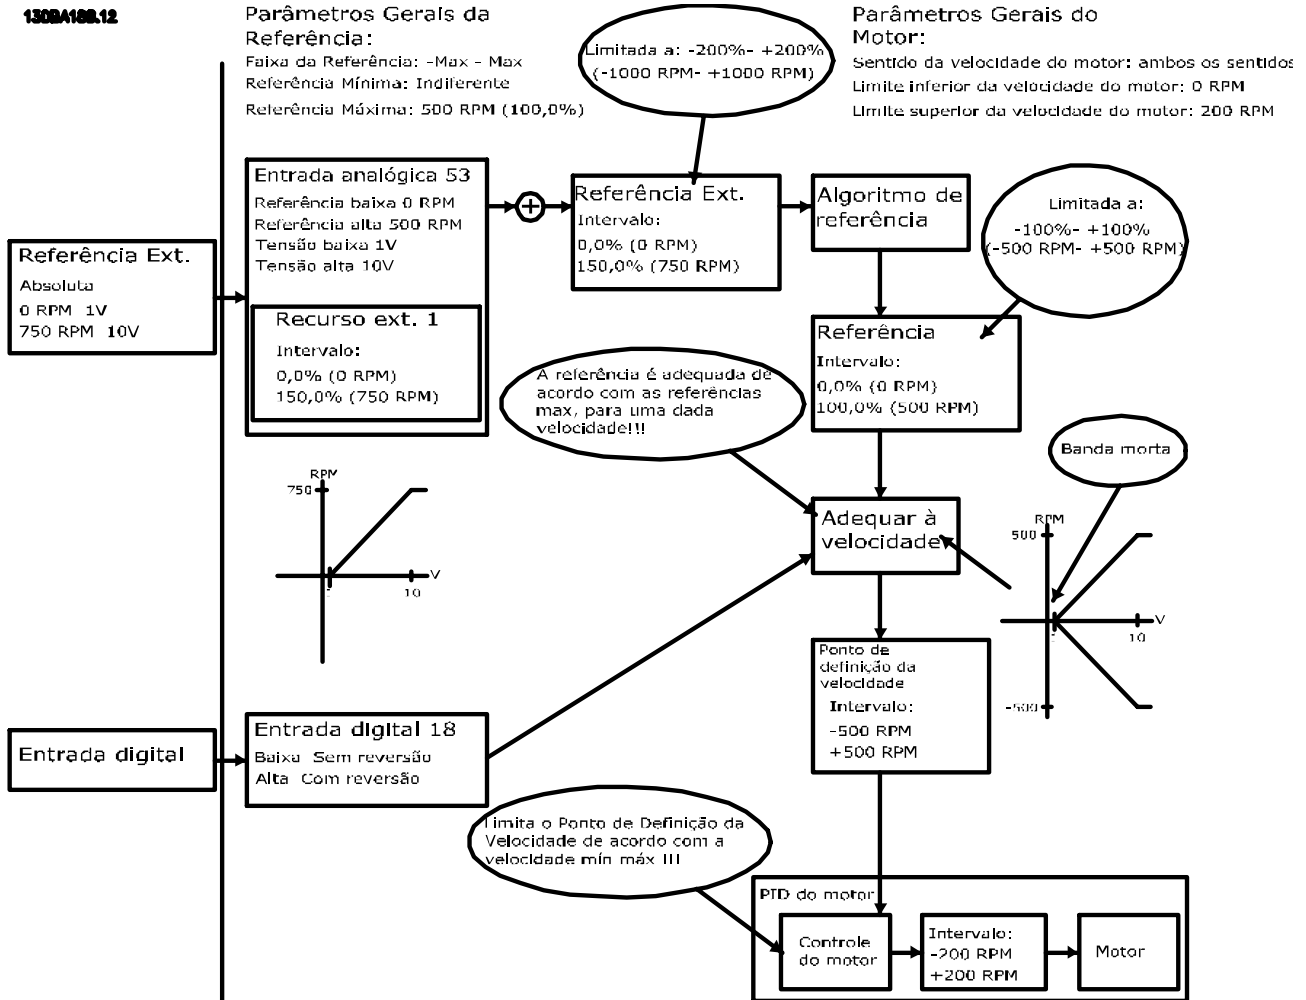 130BA188.12
Parâmetros Gerais da
Referência:
Faixa da Referência: -Max - Max
Referência Mínima: Indiferente
Referência Máxima: 500 RPM (100,0%)
Limitada a: -200%- +200%
(-1000 RPM- +1000 RPM)
Parâmetros Gerais do
Motor:
Sentido da velocidade do motor: ambos os sentidos
Limite inferior da velocidade do motor: 0 RPM
Limite superior da velocidade do motor: 200 RPM
Referência Ext.
Absoluta
0 RPM 1V
750 RPM 10V
Entrada analógica 53
Referência baixa 0 RPM
Referência alta 500 RPM
Tensão baixa 1V
Tensão alta 10V
Recurso ext. 1
Intervalo:
0,0% (0 RPM)
150,0% (750 RPM)
Referência Ext.
Intervalo:
0,0% (0 RPM)
150,0% (750 RPM)
Algoritmo de
referência
Limitada a:
-100%- +100%
(-500 RPM- +500 RPM)
Referência
Intervalo:
0,0% (0 RPM)
100,0% (500 RPM)
A referência é adequada de
acordo com as referências
max, para uma dada
velocidade!!!
Banda morta
RPM
750
V
1
10
Adequar à
velocidade
RPM
500
V
1
10
-500
Ponto de
definição da
velocidade
Intervalo:
-500 RPM
+500 RPM
Entrada digital
Entrada digital 18
Baixa Sem reversão
Alta Com reversão
Limita o Ponto de Definição da
Velocidade de acordo com a
velocidade mín máx !!!
PID do motor
Controle
do motor
Intervalo:
-200 RPM
+200 RPM
Motor